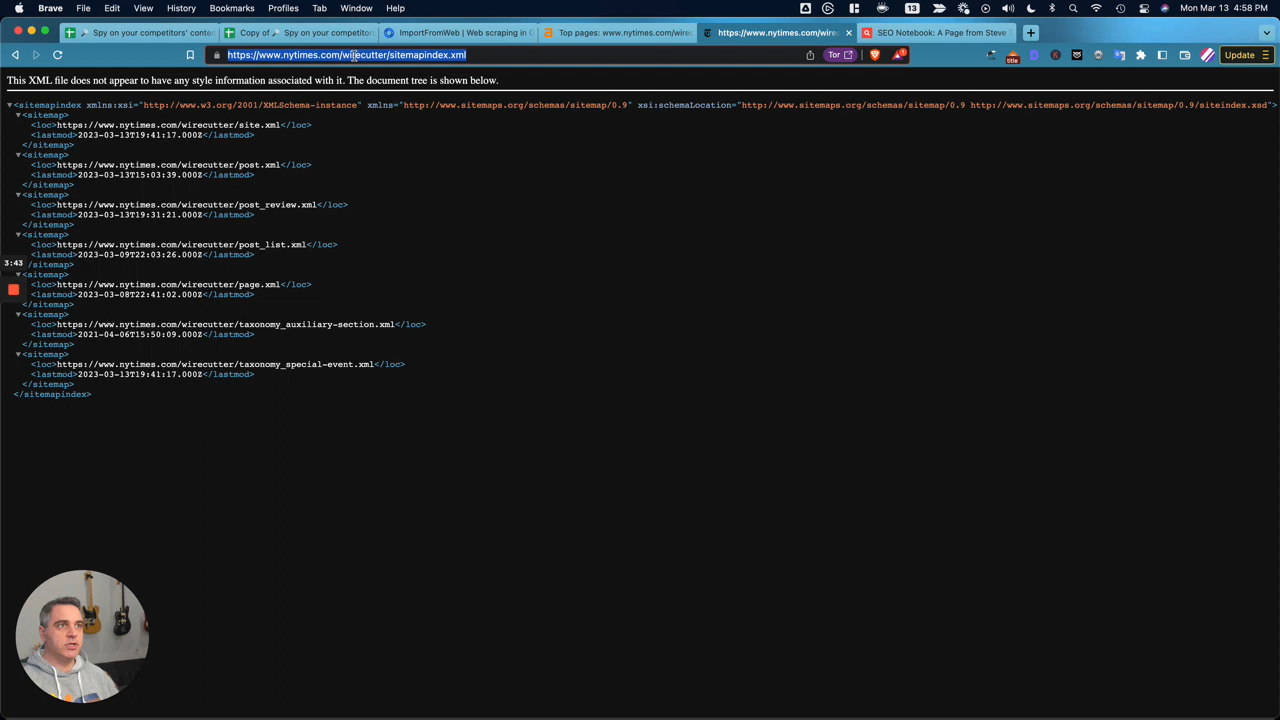 Brave File Edit View History Bookmarks Profiles Tab Window Help 13 Mon Mar 13 4:58 PM
Spy on your competitors' conten Copy of Spy on your competitors ImportFromWeb | Web scraping in G Top pages: www.nytimes.com/wirec https://www.nytimes.com/wirec SEO Notebook: A Page from Steve T
https://www.nytimes.com/wirecutter/sitemapindex.xml Tor title Update
This XML file does not appear to have any style information associated with it. The document tree is shown below.
<sitemapindex xmlns:xsi="http://www.w3.org/2001/XMLSchema-instance" xmlns="http://www.sitemaps.org/schemas/sitemap/0.9" xsi:schemaLocation="http://www.sitemaps.org/schemas/sitemap/0.9 http://www.sitemaps.org/schemas/sitemap/0.9/siteindex.xsd">
<sitemap>
<loc>https://www.nytimes.com/wirecutter/site.xml</loc>
<lastmod>2023-03-13T19:41:17.000Z</lastmod>
</sitemap>
<sitemap>
<loc>https://www.nytimes.com/wirecutter/post.xml</loc>
<lastmod>2023-03-13T15:03:39.000Z</lastmod>
</sitemap>
<sitemap>
<loc>https://www.nytimes.com/wirecutter/post_review.xml</loc>
<lastmod>2023-03-13T19:31:21.000Z</lastmod>
</sitemap>
<sitemap>
<loc>https://www.nytimes.com/wirecutter/post_list.xml</loc>
<lastmod>2023-03-09T22:03:26.000Z</lastmod>
3:43
/sitemap>
<sitemap>
<loc>https://www.nytimes.com/wirecutter/page.xml</loc>
<lastmod>2023-03-08T22:41:02.000Z</lastmod>
</sitemap>
<sitemap>
<loc>https://www.nytimes.com/wirecutter/taxonomy_auxiliary-section.xml</loc>
<lastmod>2021-04-06T15:50:09.000Z</lastmod>
</sitemap>
<sitemap>
<loc>https://www.nytimes.com/wirecutter/taxonomy_special-event.xml</loc>
<lastmod>2023-03-13T19:41:17.000Z</lastmod>
</sitemap>
</sitemapindex>